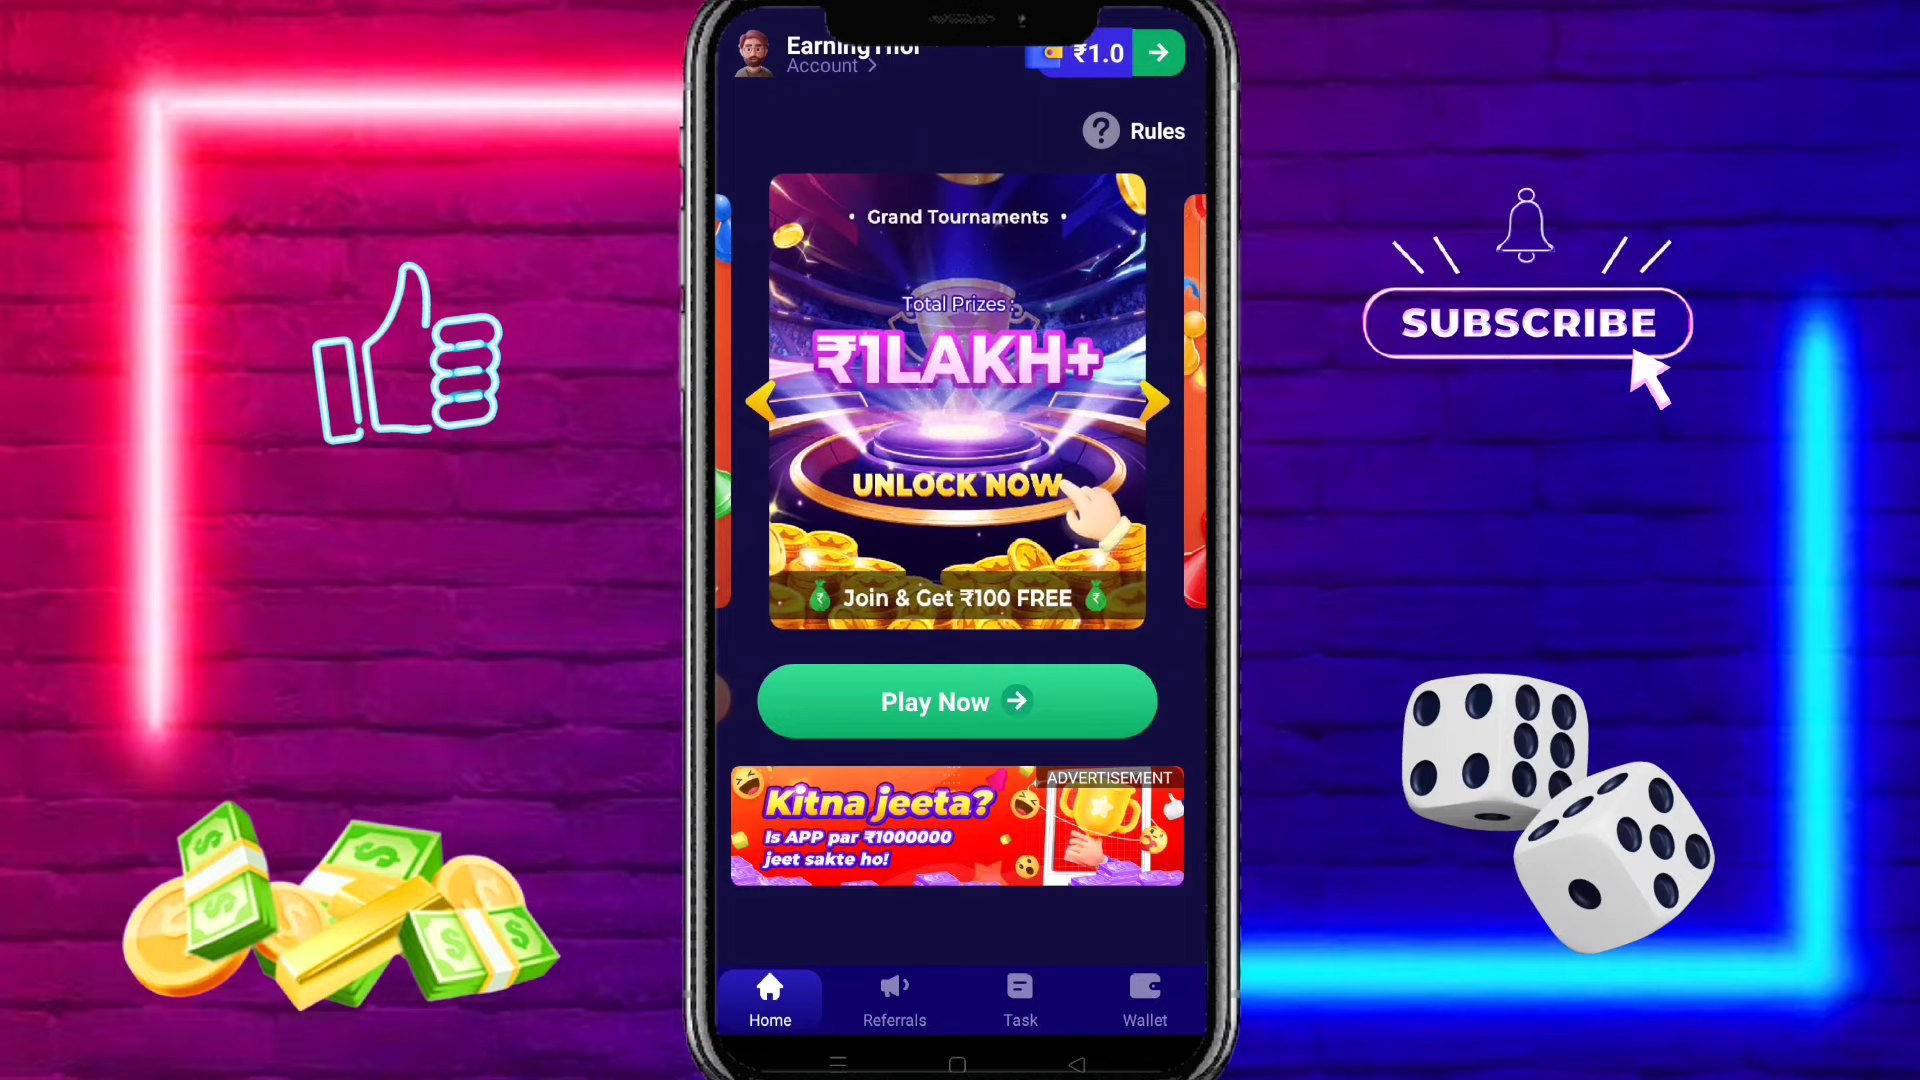 Account
₹1.0
Rules
• Grand Tournaments •
Total Prizes :
₹1LAKH+
UNLOCK NOW
Join & Get ₹100 FREE
Play Now
ADVERTISEMENT
Kitna jeeta?
Is APP par ₹1000000
jeet sakte ho!
Home
Referrals
Task
Wallet
SUBSCRIBE